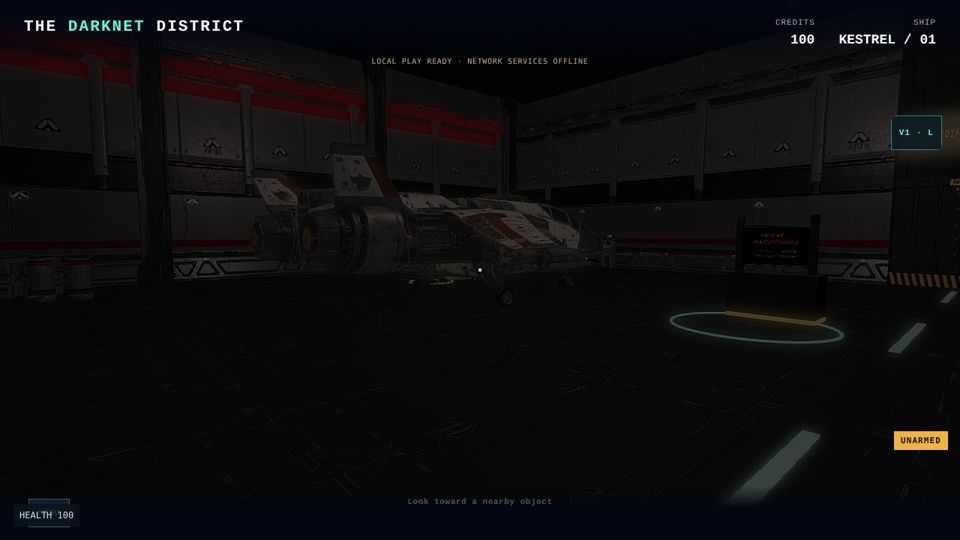 THE DARKNET DISTRICT
CREDITS
100
SHIP
KESTREL / 01
LOCAL PLAY READY · NETWORK SERVICES OFFLINE
V1 · L
MAINTENANCE
UNARMED
Look toward a nearby object
HEALTH 100